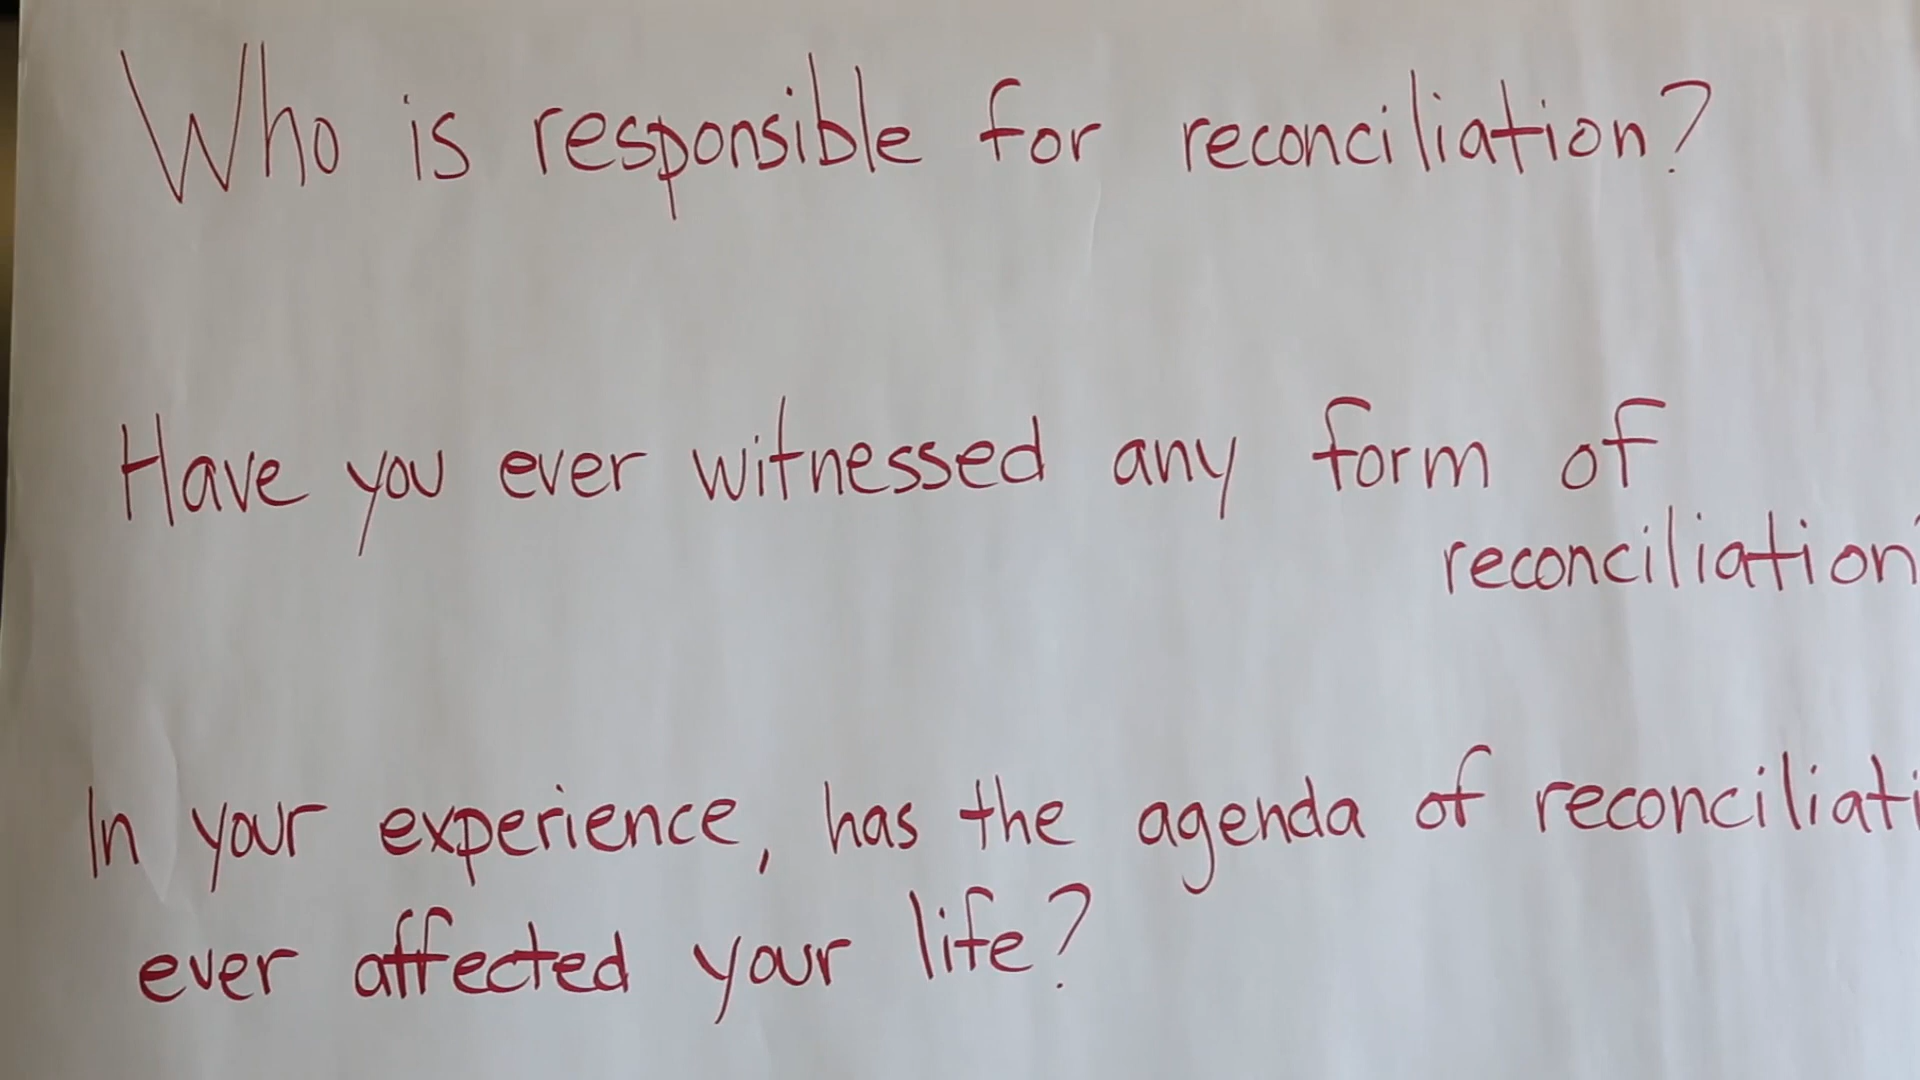 Who is responsible for reconciliation?
Have you ever witnessed any form of
reconciliation
In your experience, has the agenda of reconciliati
ever affected your life?